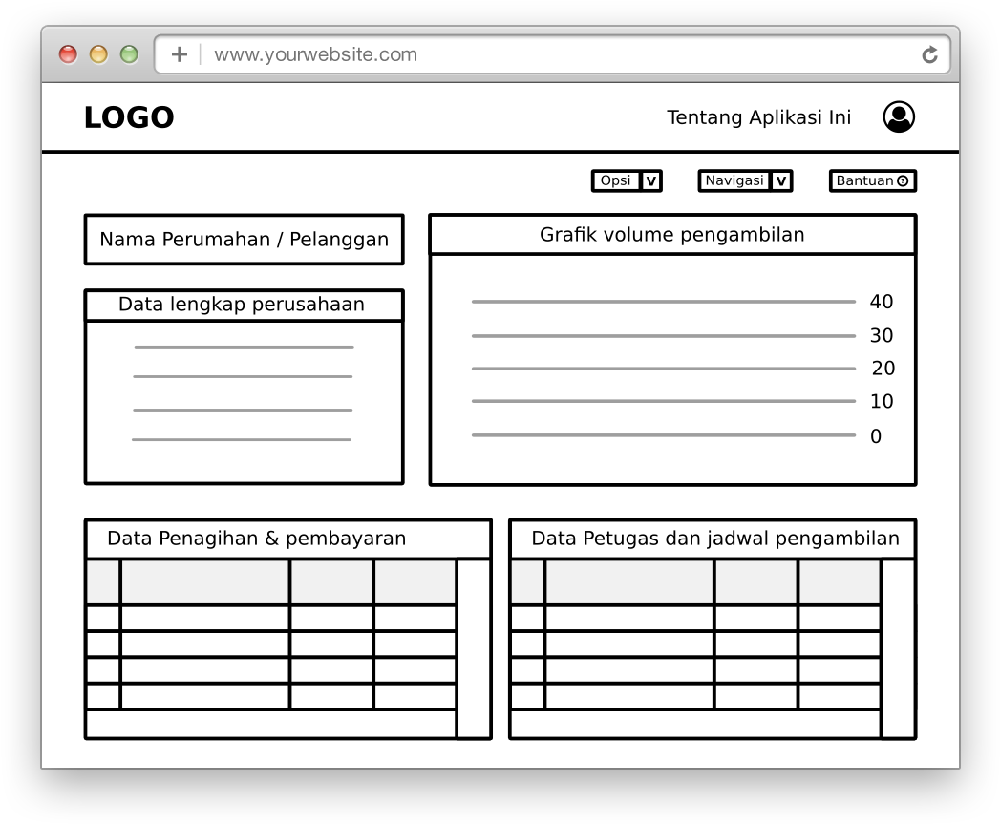 www.yourwebsite.com
LOGO
Tentang Aplikasi Ini
Opsi V
Navigasi V
Bantuan ?
Nama Perumahan / Pelanggan
Grafik volume pengambilan
Data lengkap perusahaan
40
30
20
10
0
Data Penagihan & pembayaran
Data Petugas dan jadwal pengambilan